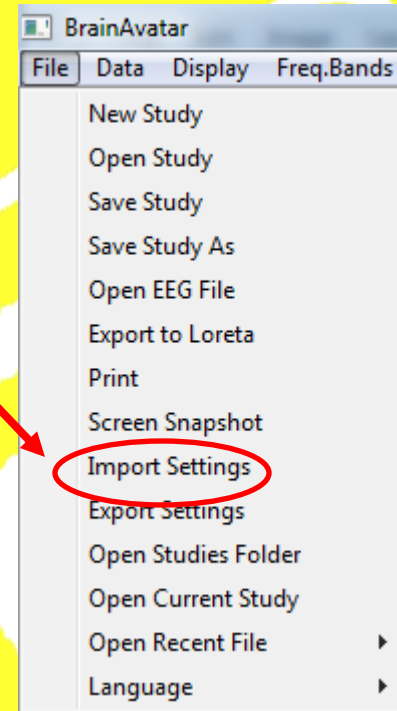 BrainAvatar
File Data Display Freq.Bands
New Study
Open Study
Save Study
Save Study As
Open EEG File
Export to Loreta
Print
Screen Snapshot
Import Settings
Export Settings
Open Studies Folder
Open Current Study
Open Recent File
Language